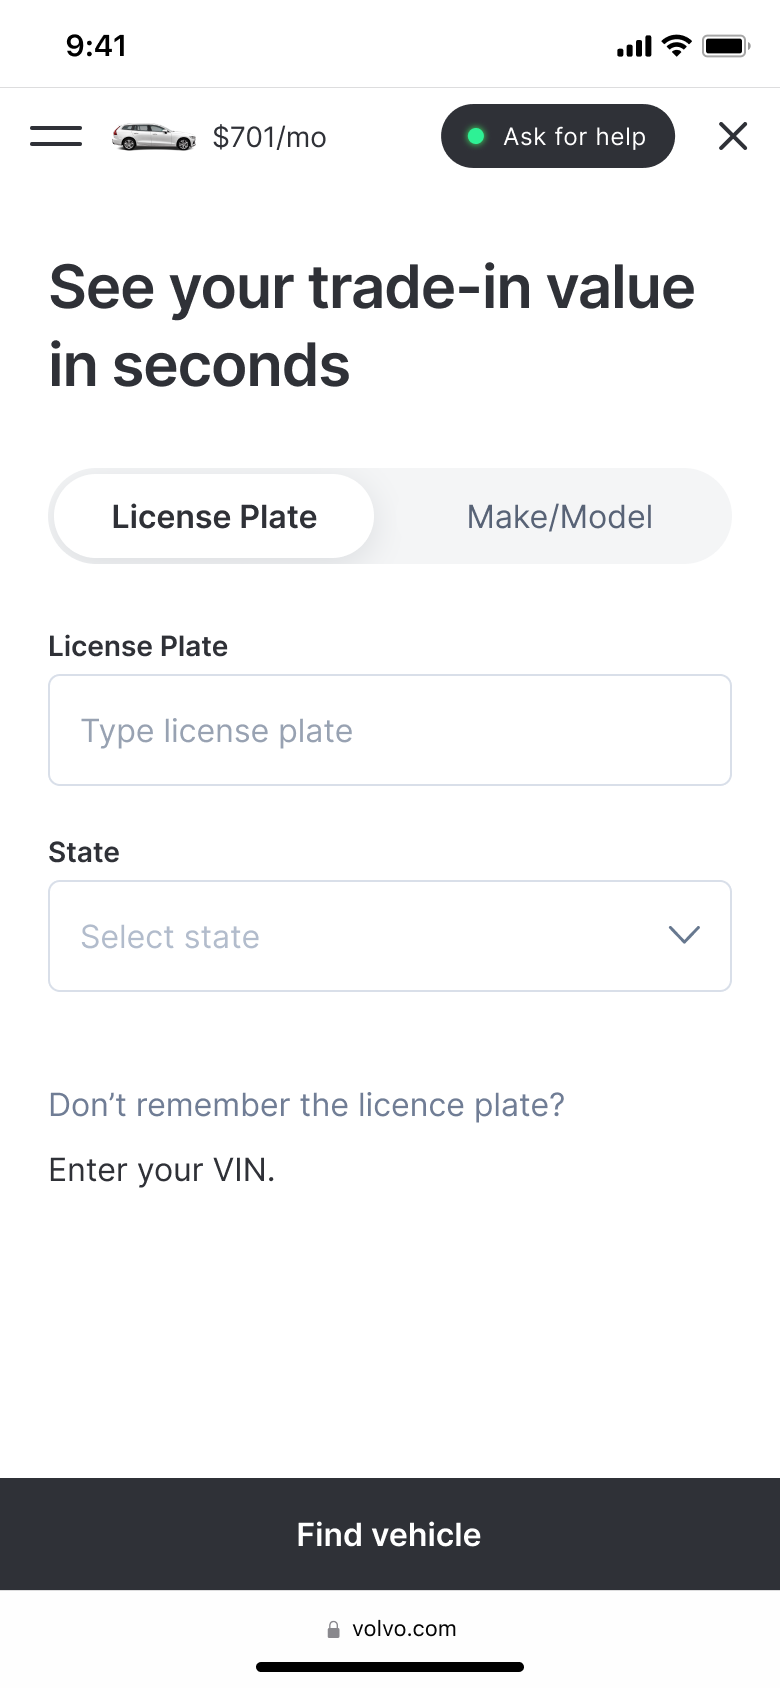 9:41
$701/mo
Ask for help
See your trade-in value
in seconds
License Plate
Make/Model
License Plate
Type license plate
State
Select state
Don’t remember the licence plate?
Enter your VIN.
Find vehicle
volvo.com